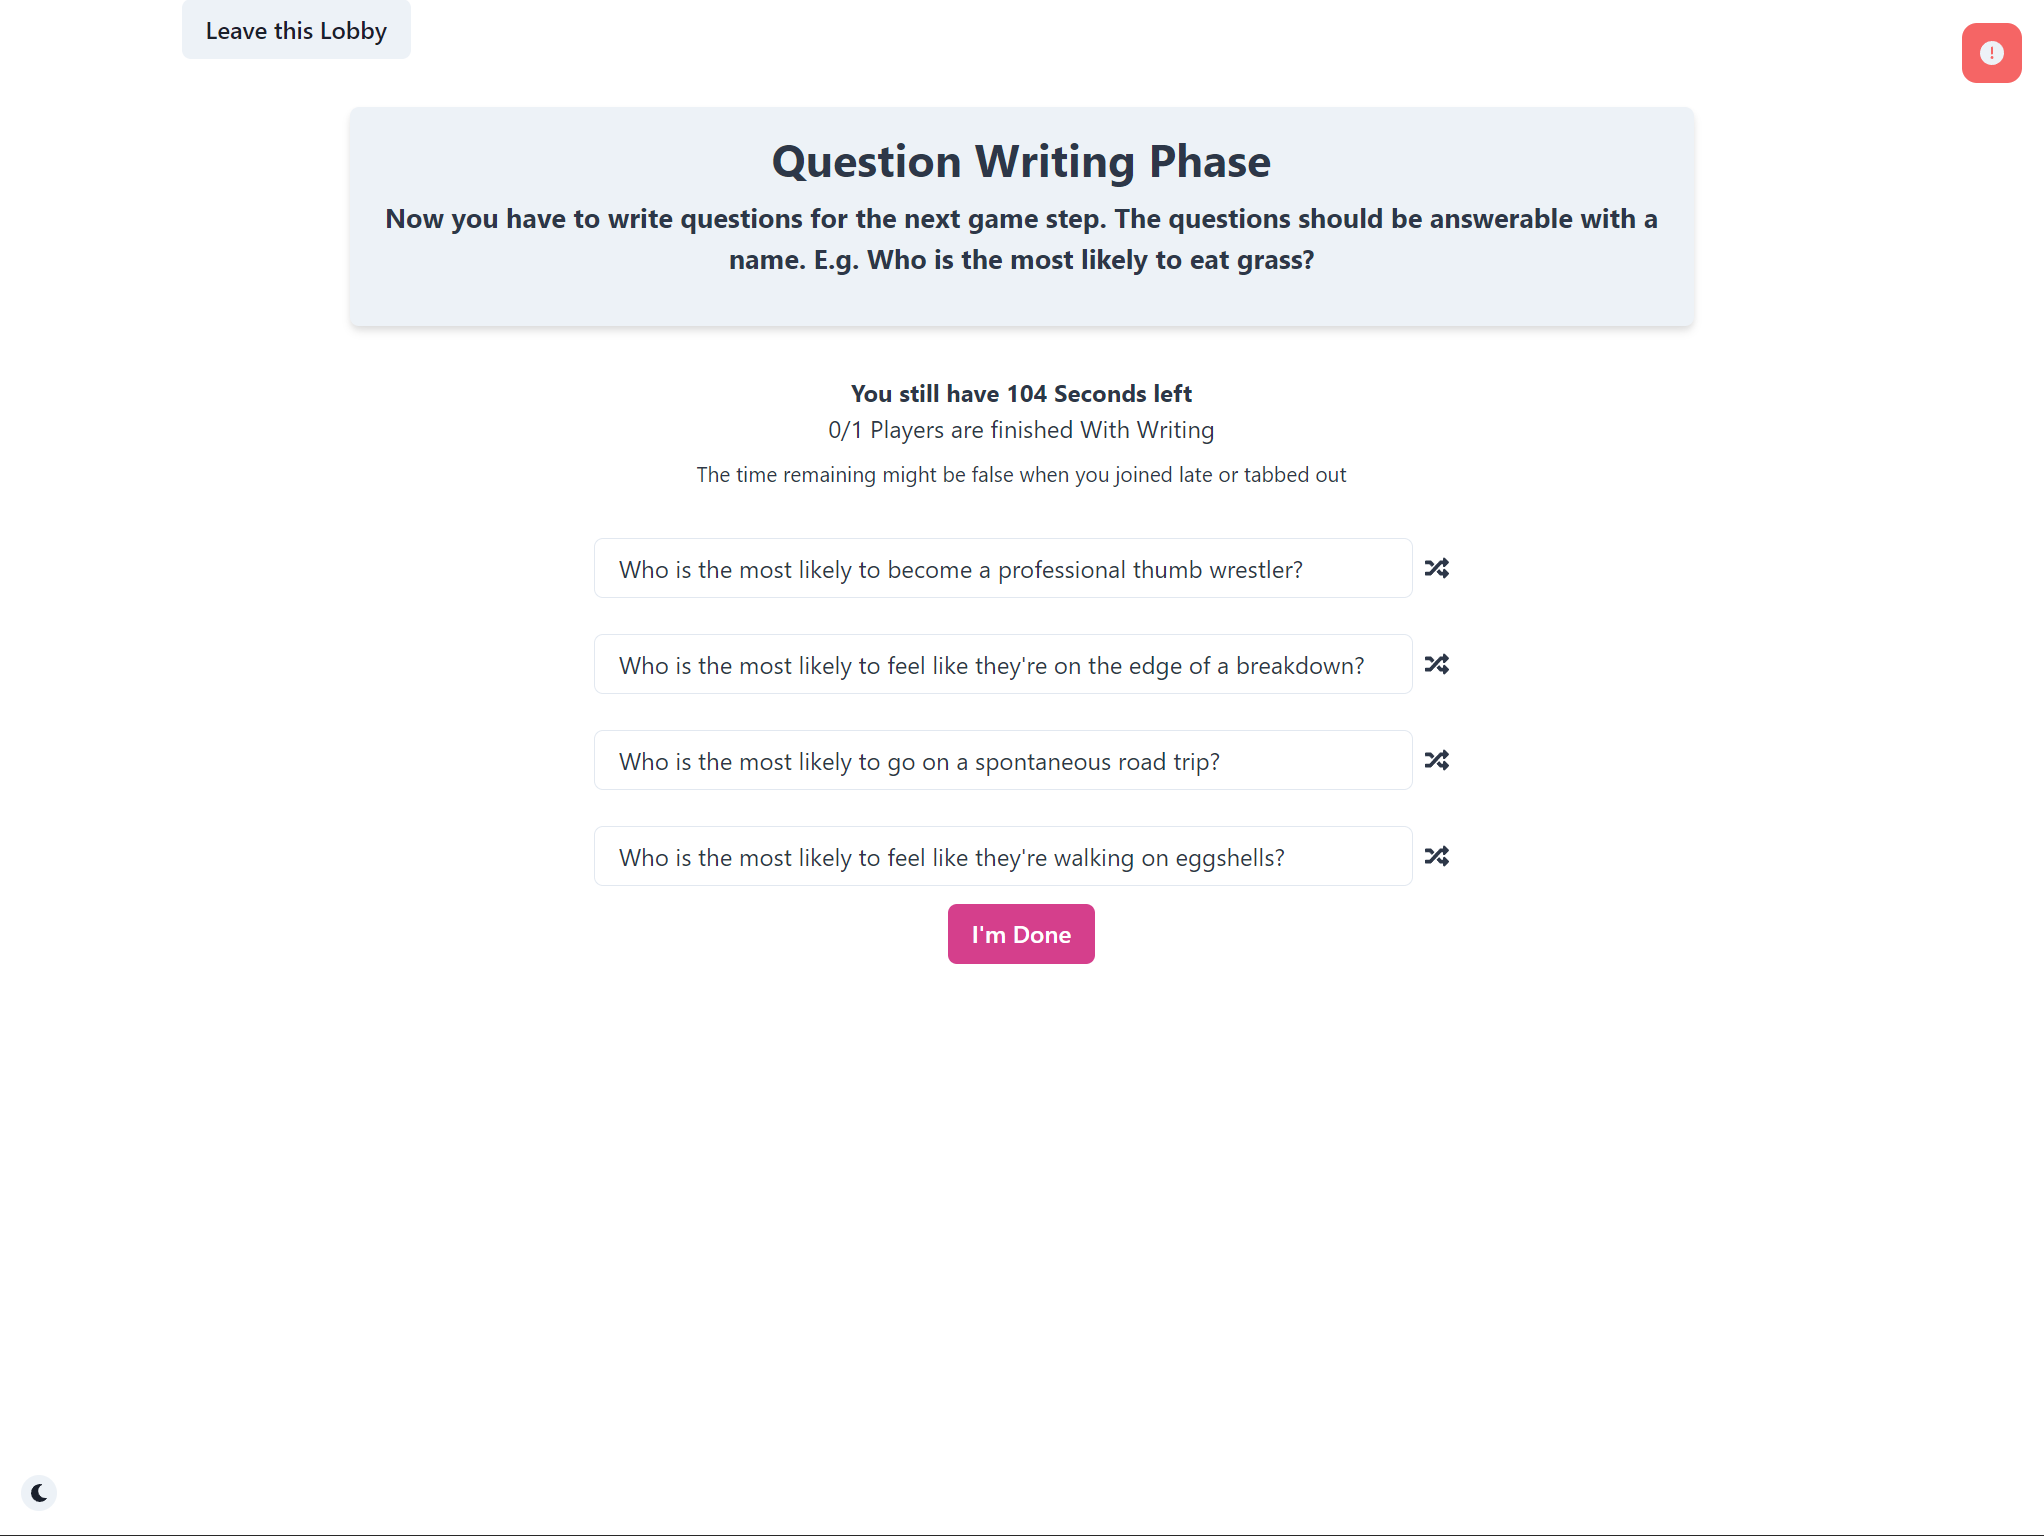 Leave this Lobby
Question Writing Phase
Now you have to write questions for the next game step. The questions should be answerable with a
name. E.g. Who is the most likely to eat grass?
You still have 104 Seconds left
0/1 Players are finished With Writing
The time remaining might be false when you joined late or tabbed out
Who is the most likely to become a professional thumb wrestler?
Who is the most likely to feel like they're on the edge of a breakdown?
Who is the most likely to go on a spontaneous road trip?
Who is the most likely to feel like they're walking on eggshells?
I'm Done